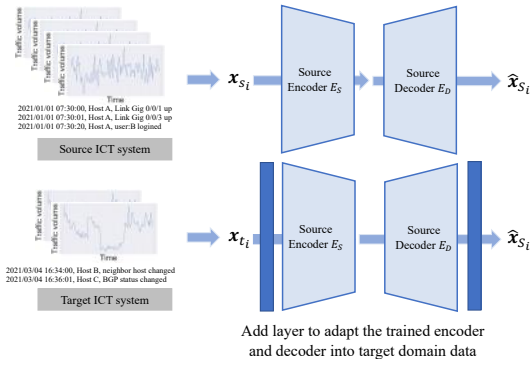 Traffic volume
Traffic volume
Traffic volume
Traffic volume
Time
2021/01/01 07:30:00, Host A, Link Gig 0/0/1 up
2021/01/01 07:30:01, Host A, Link Gig 0/0/3 up
2021/01/01 07:30:20, Host A, user:B logined
Source ICT system
x_{s_i}
Source
Encoder E_S
Source
Decoder E_D
x̂_{S_i}
Traffic volume
Traffic volume
Time
2021/03/04 16:34:00, Host B, neighbor host changed
2021/03/04 16:36:01, Host C, BGP status changed
Target ICT system
x_{t_i}
Source
Encoder E_S
Source
Decoder E_D
x̂_{S_i}
Add layer to adapt the trained encoder
and decoder into target domain data